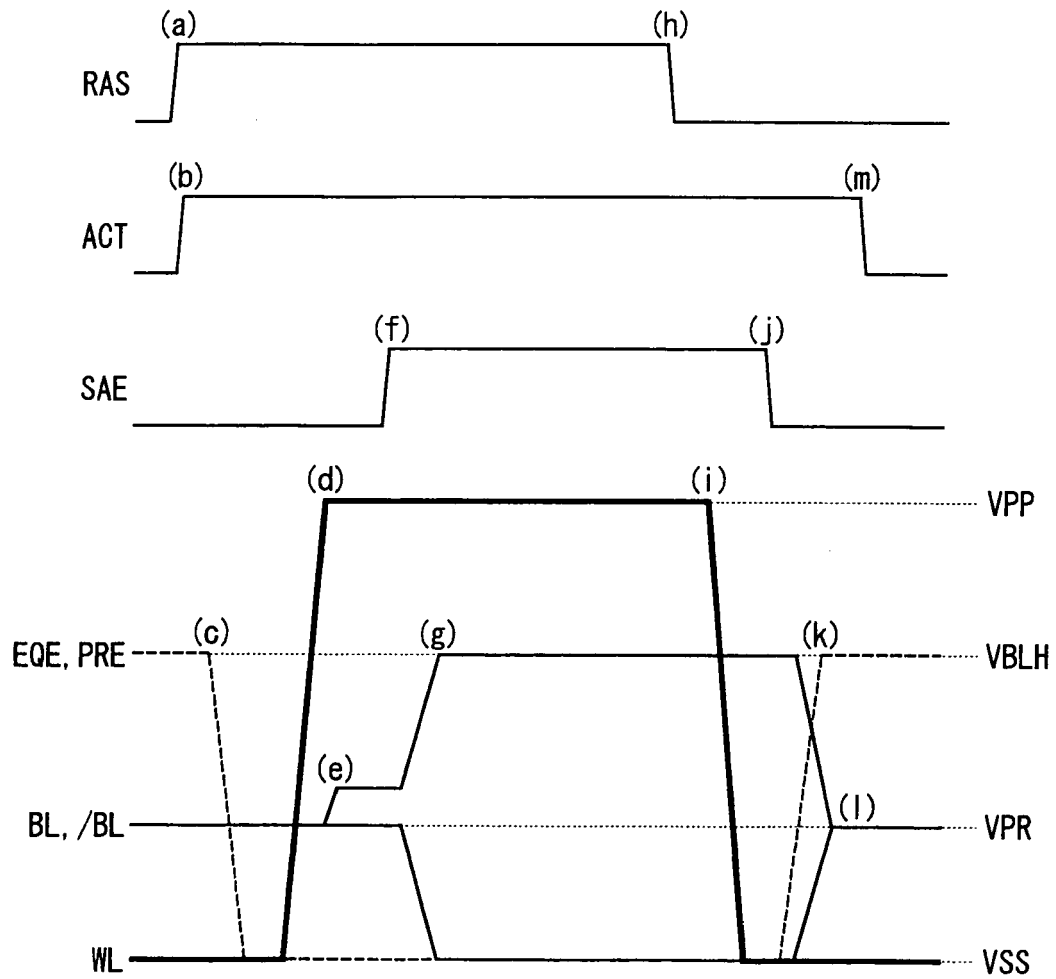 (a) (h)
RAS
(b) (m)
ACT
(f) (j)
SAE
(d) (i)
VPP
(c) (g) (k)
EQE, PRE VBLH
(e)
BL, /BL (l) VPR
WL VSS